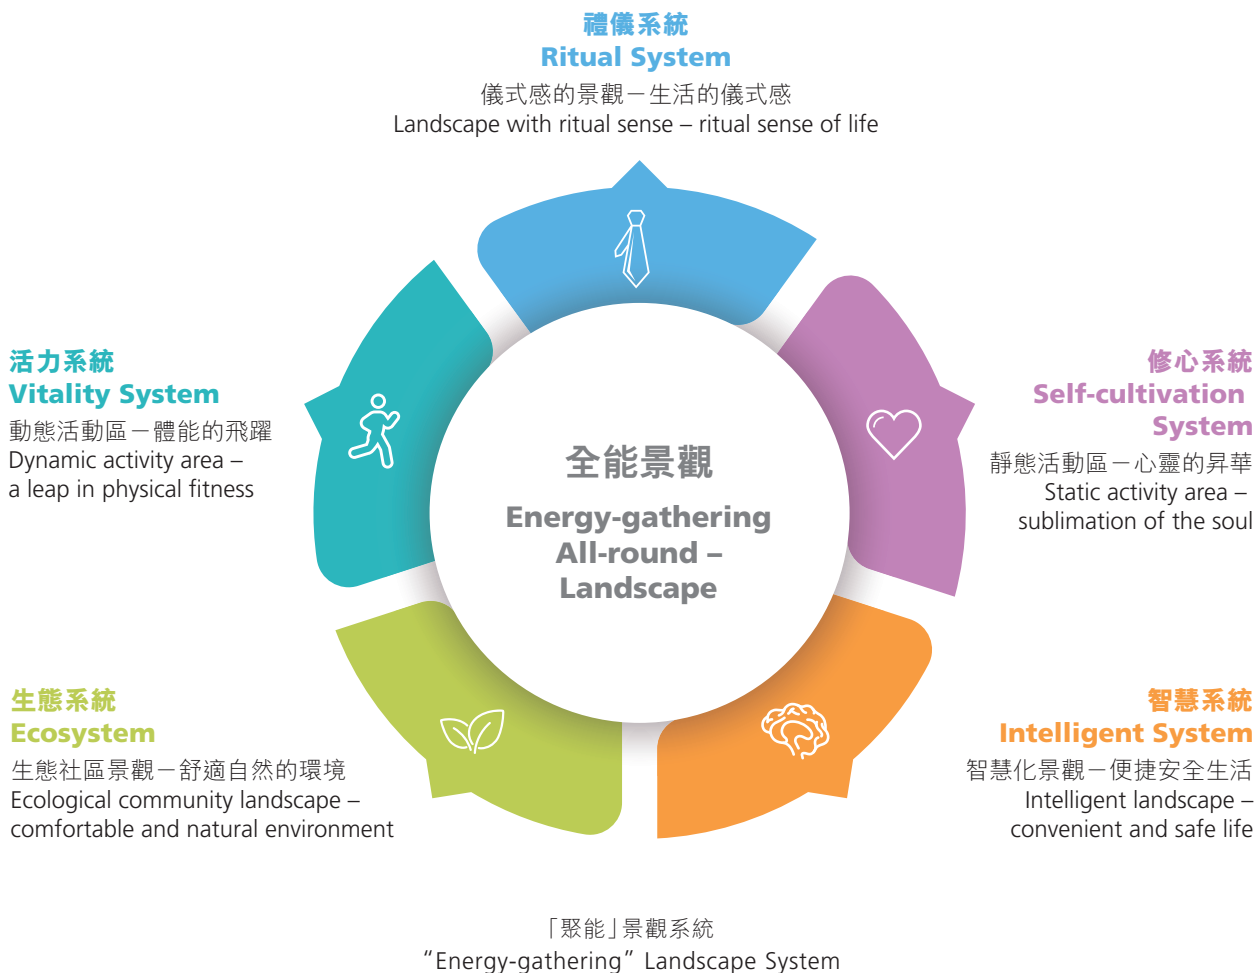 禮儀系統
Ritual System
儀式感的景觀－生活的儀式感
Landscape with ritual sense – ritual sense of life
活力系統
Vitality System
動態活動區－體能的飛躍
Dynamic activity area –
a leap in physical fitness
修心系統
Self-cultivation
System
靜態活動區－心靈的昇華
Static activity area –
sublimation of the soul
全能景觀
Energy-gathering
All-round –
Landscape
生態系統
Ecosystem
生態社區景觀－舒適自然的環境
Ecological community landscape –
comfortable and natural environment
智慧系統
Intelligent System
智慧化景觀－便捷安全生活
Intelligent landscape –
convenient and safe life
「聚能」景觀系統
“Energy-gathering” Landscape System